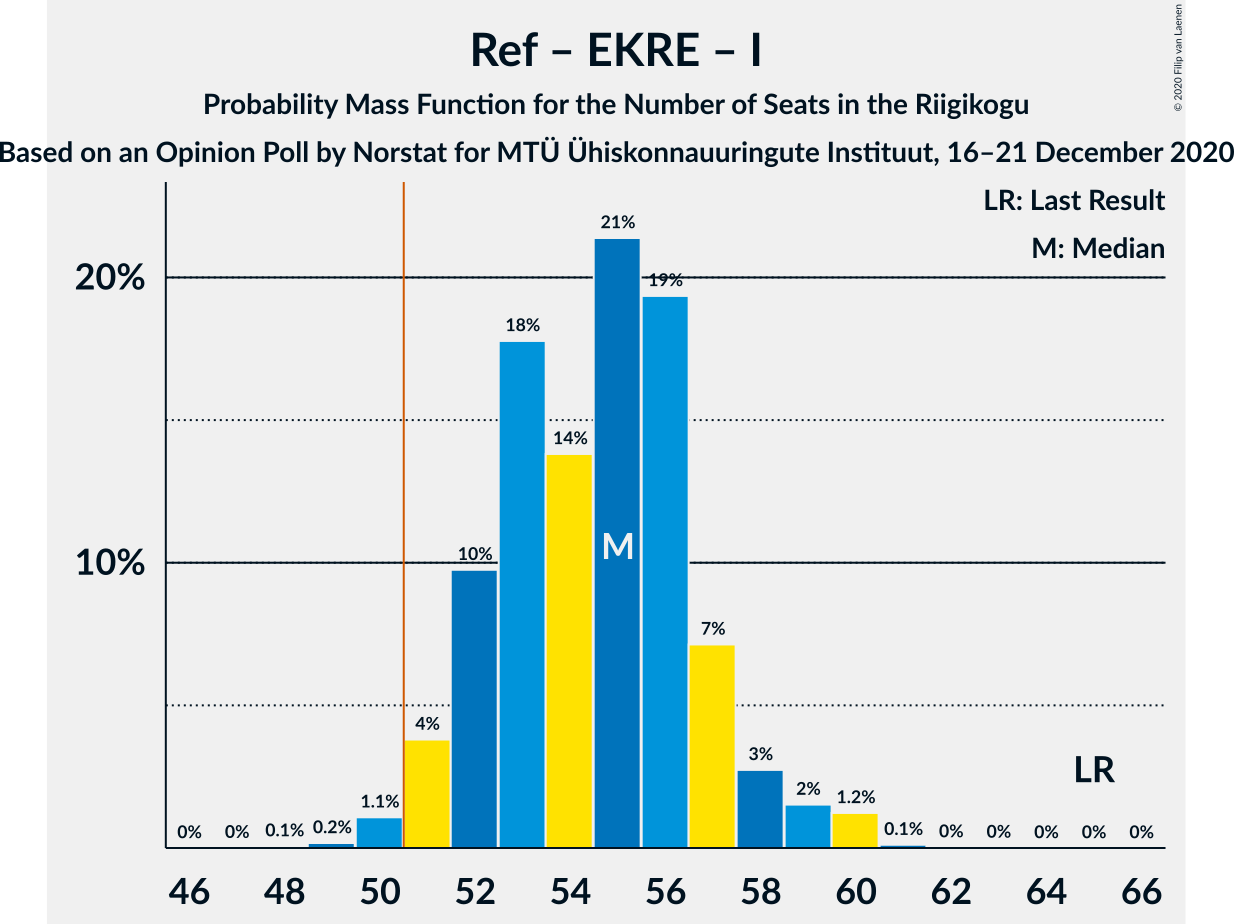 Ref – EKRE – I
Probability Mass Function for the Number of Seats in the Riigikogu
Based on an Opinion Poll by Norstat for MTÜ Ühiskonnauuringute Instituut, 16–21 December 2020
© 2020 Filip van Laenen
LR: Last Result
M: Median
21%
20%
19%
18%
14%
M
10%
10%
7%
4%
3%
LR
2%
1.2%
1.1%
0% 0% 0.1% 0.2% 0.1% 0% 0% 0% 0% 0%
46 48 50 52 54 56 58 60 62 64 66